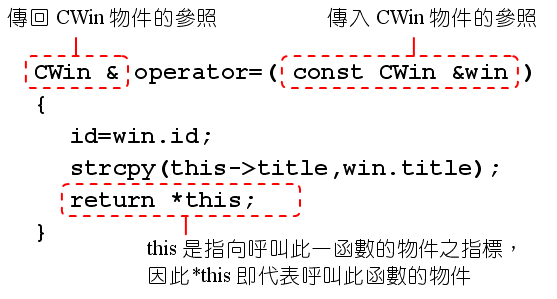 傳回 CWin 物件的參照 傳入 CWin 物件的參照
CWin & operator=( const CWin &win )
{
id=win.id;
strcpy(this->title,win.title);
return *this;
}
this 是指向呼叫此一函數的物件之指標，
因此*this 即代表呼叫此函數的物件